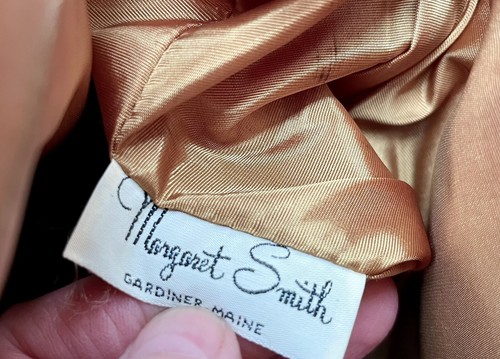 Margaret Smith
GARDINER, MAINE